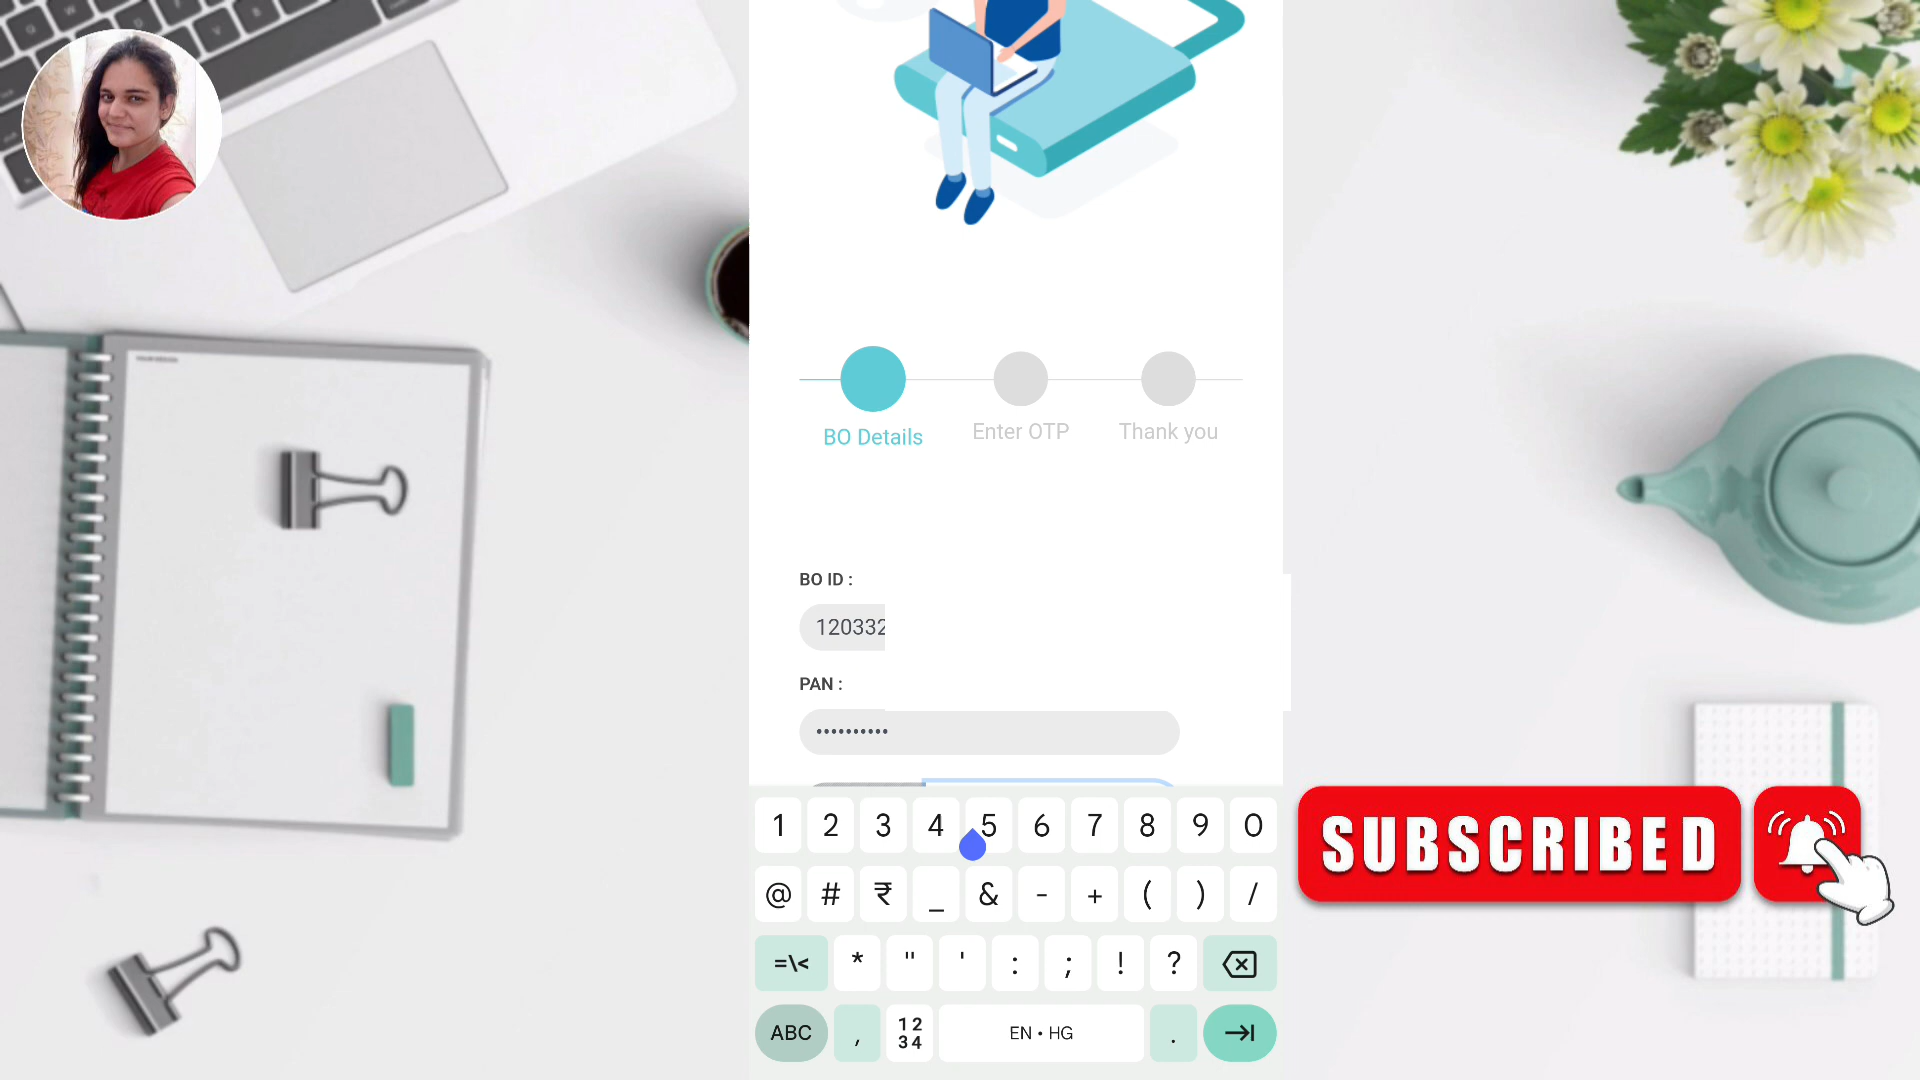 BO Details
Enter OTP
Thank you
BO ID :
120332
PAN :
••••••••••
1 2 3 4 5 6 7 8 9 0
@ # ₹ _ & - + ( ) /
=\< * " ' : ; ! ?
ABC , 12 34 EN • HG .
SUBSCRIBED